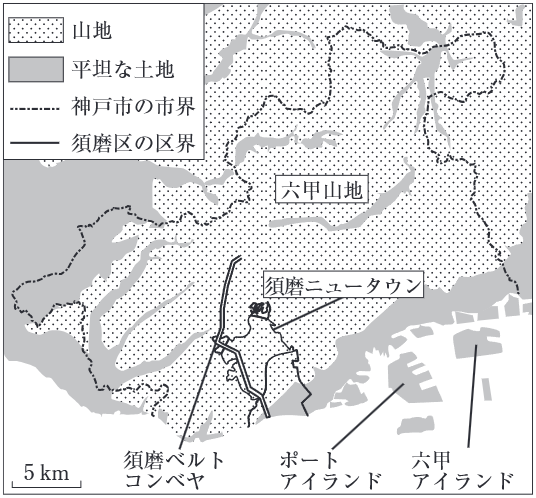 山地
平坦な土地
神戸市の市界
須磨区の区界
六甲山地
須磨ニュータウン
須磨ベルト
コンベヤ
ポート
アイランド
六甲
アイランド
5 km